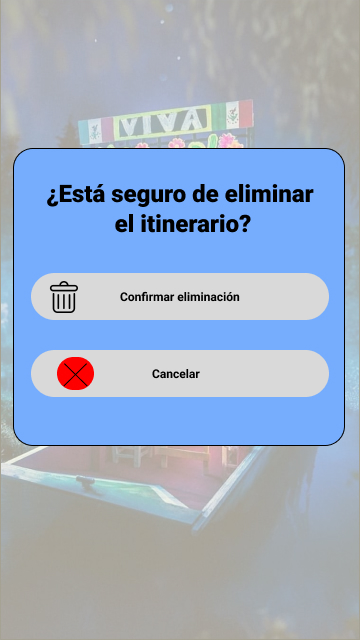 VIVA
¿Está seguro de eliminar
el itinerario?
Confirmar eliminación
Cancelar